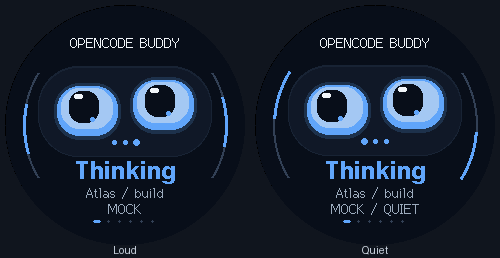 OPENCODE BUDDY
Thinking
Atlas / build
MOCK
Loud
OPENCODE BUDDY
Thinking
Atlas / build
MOCK / QUIET
Quiet